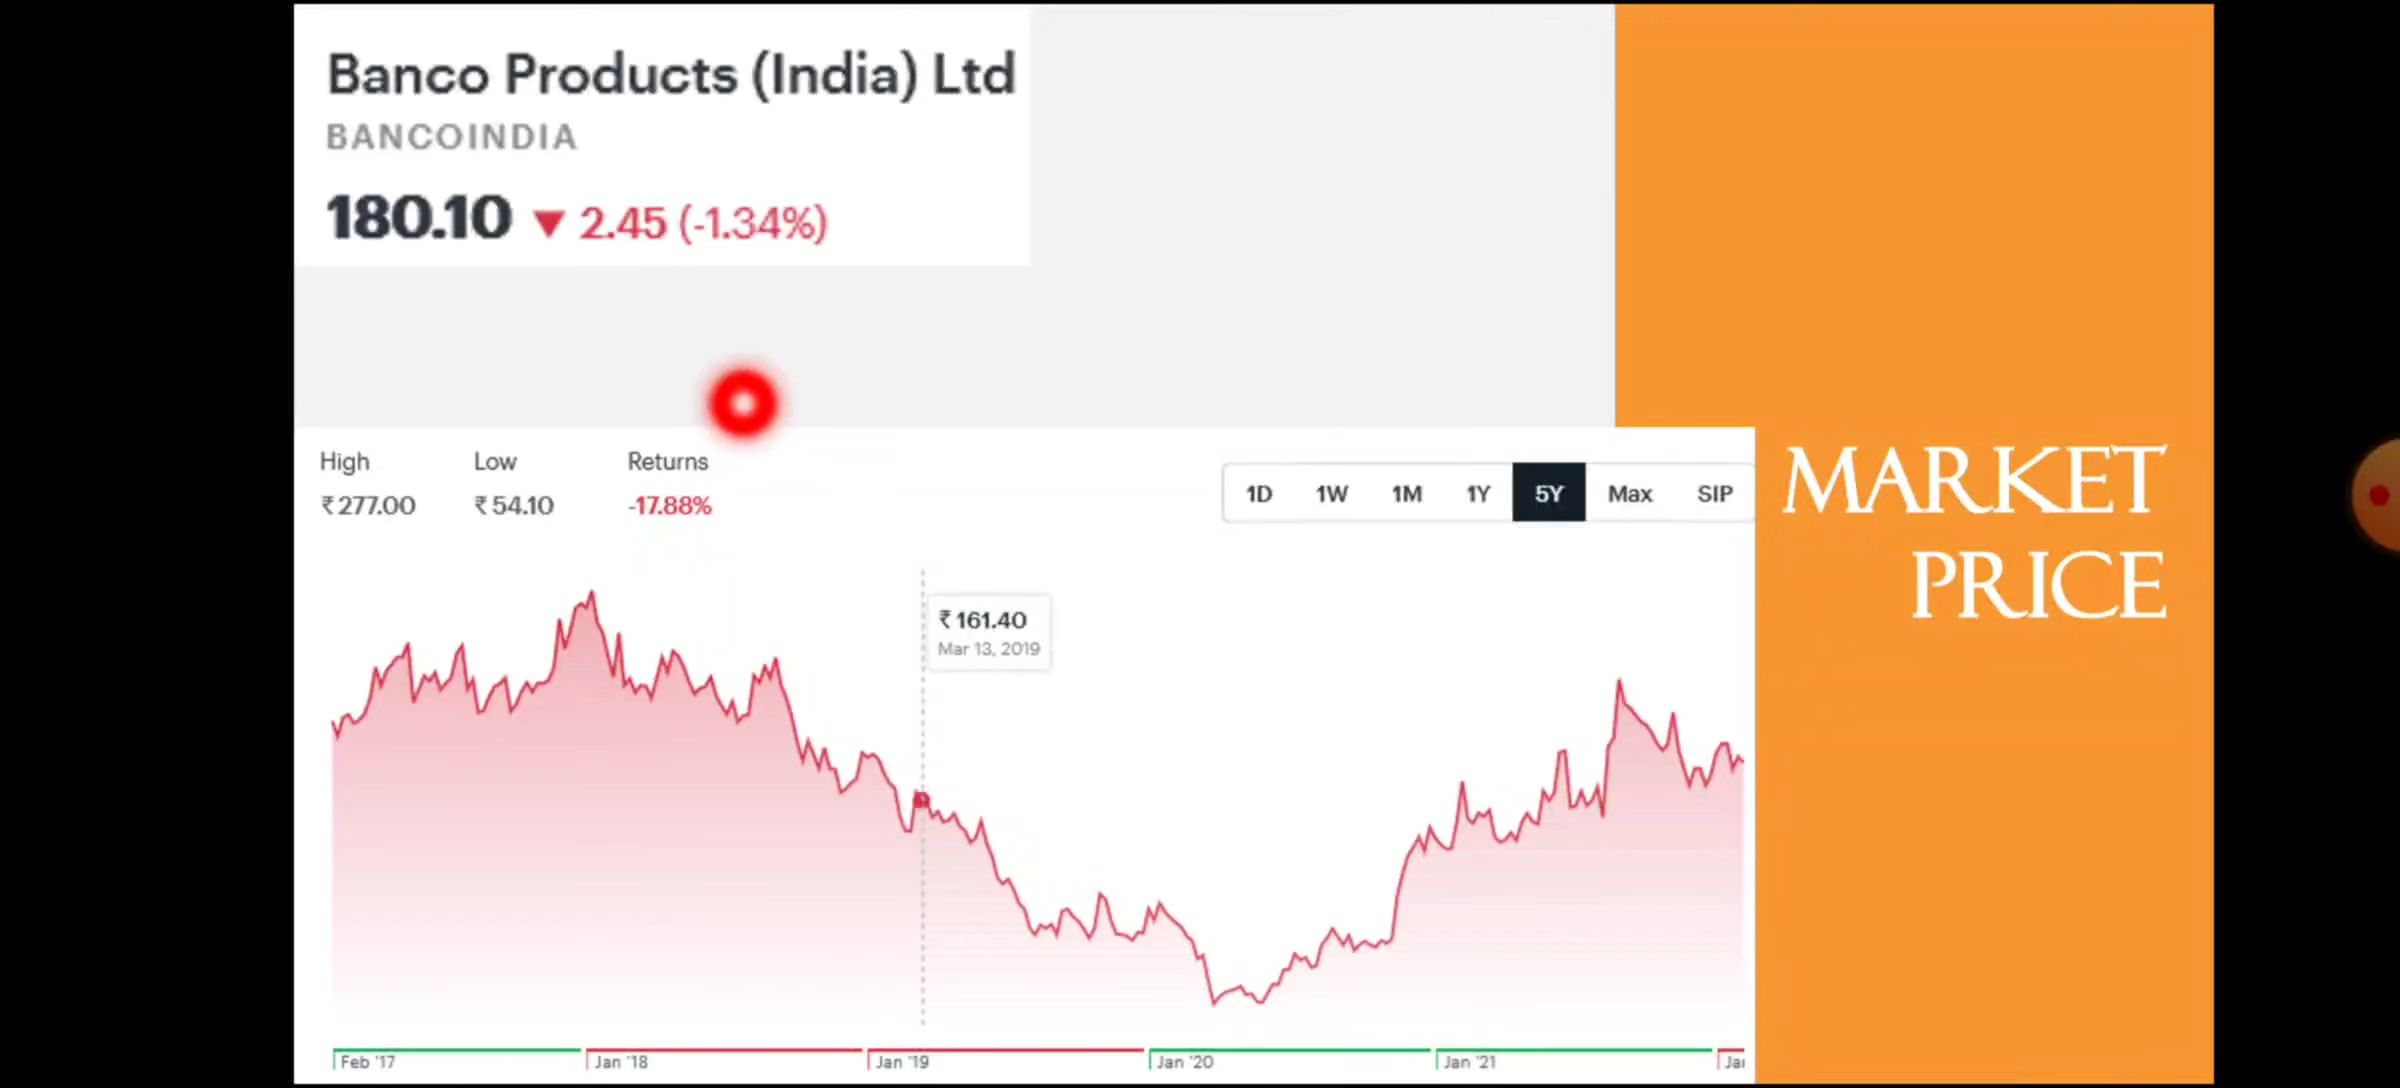 Banco Products (India) Ltd
BANCOINDIA
180.10 ▼ 2.45 (-1.34%)
High Low Returns
₹277.00 ₹54.10 -17.88%
1D 1W 1M 1Y 5Y Max SIP
MARKET
PRICE
₹161.40
Mar 13, 2019
Feb '17 Jan '18 Jan '19 Jan '20 Jan '21